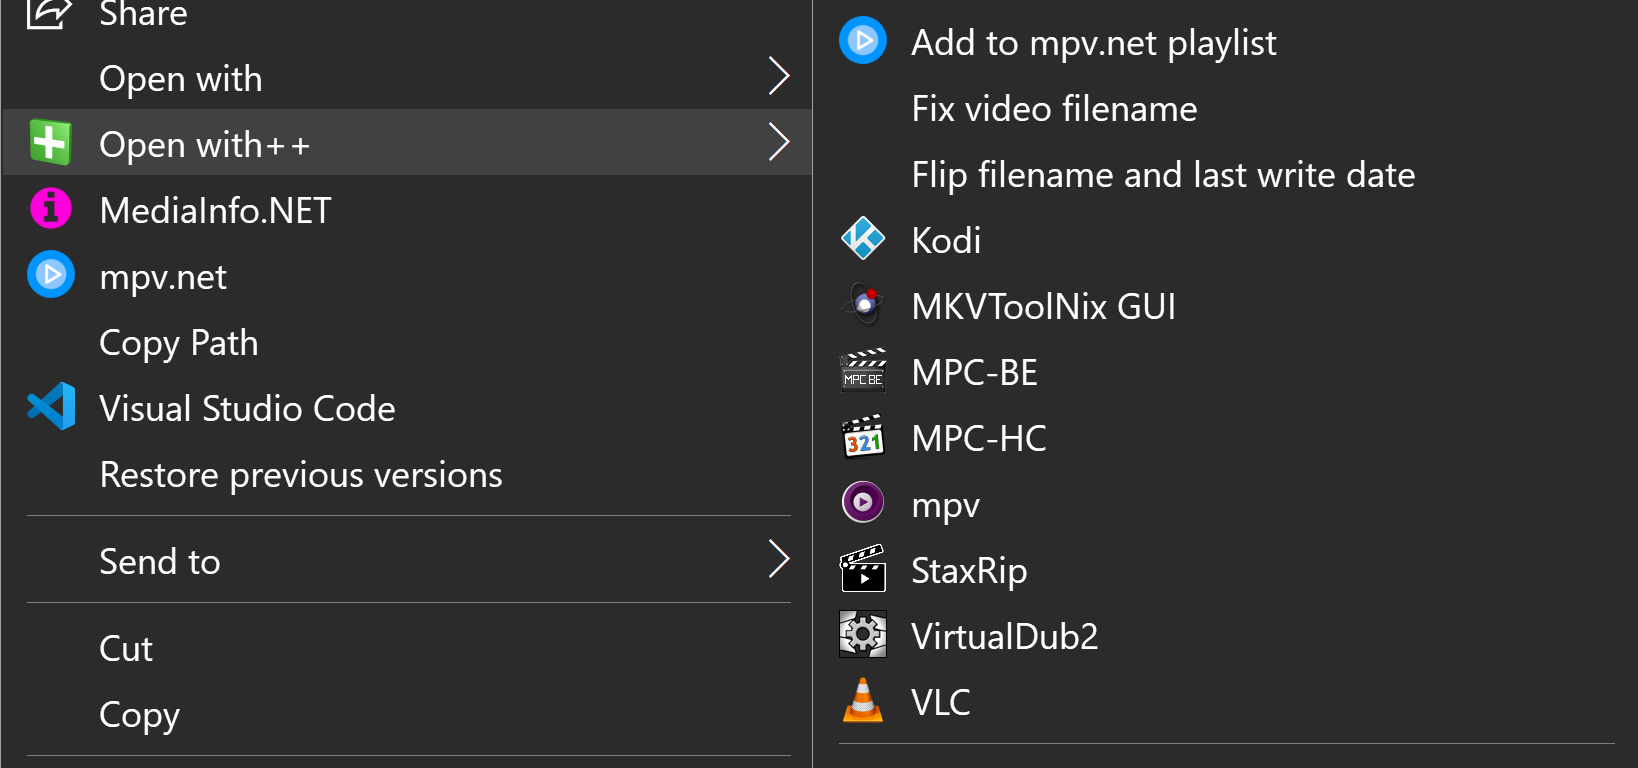 Share
Open with
Open with++
MediaInfo.NET
mpv.net
Copy Path
Visual Studio Code
Restore previous versions
Send to
Cut
Copy
Add to mpv.net playlist
Fix video filename
Flip filename and last write date
Kodi
MKVToolNix GUI
MPC BE
MPC-BE
321
MPC-HC
mpv
StaxRip
VirtualDub2
VLC